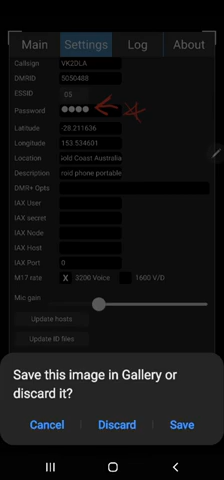 Main Settings Log About
Callsign VK2DLA
DMRID 5050488
ESSID 05
Password ●●●●
Latitude -28.211636
Longitude 153.534601
Location Gold Coast Australia
Description roid phone portable
DMR+ Opts
IAX User
IAX secret
IAX Node
IAX Host
IAX Port 0
M17 rate X 3200 Voice 1600 V/D
Mic gain
Update hosts
Update ID files
Save this image in Gallery or
discard it?
Cancel Discard Save